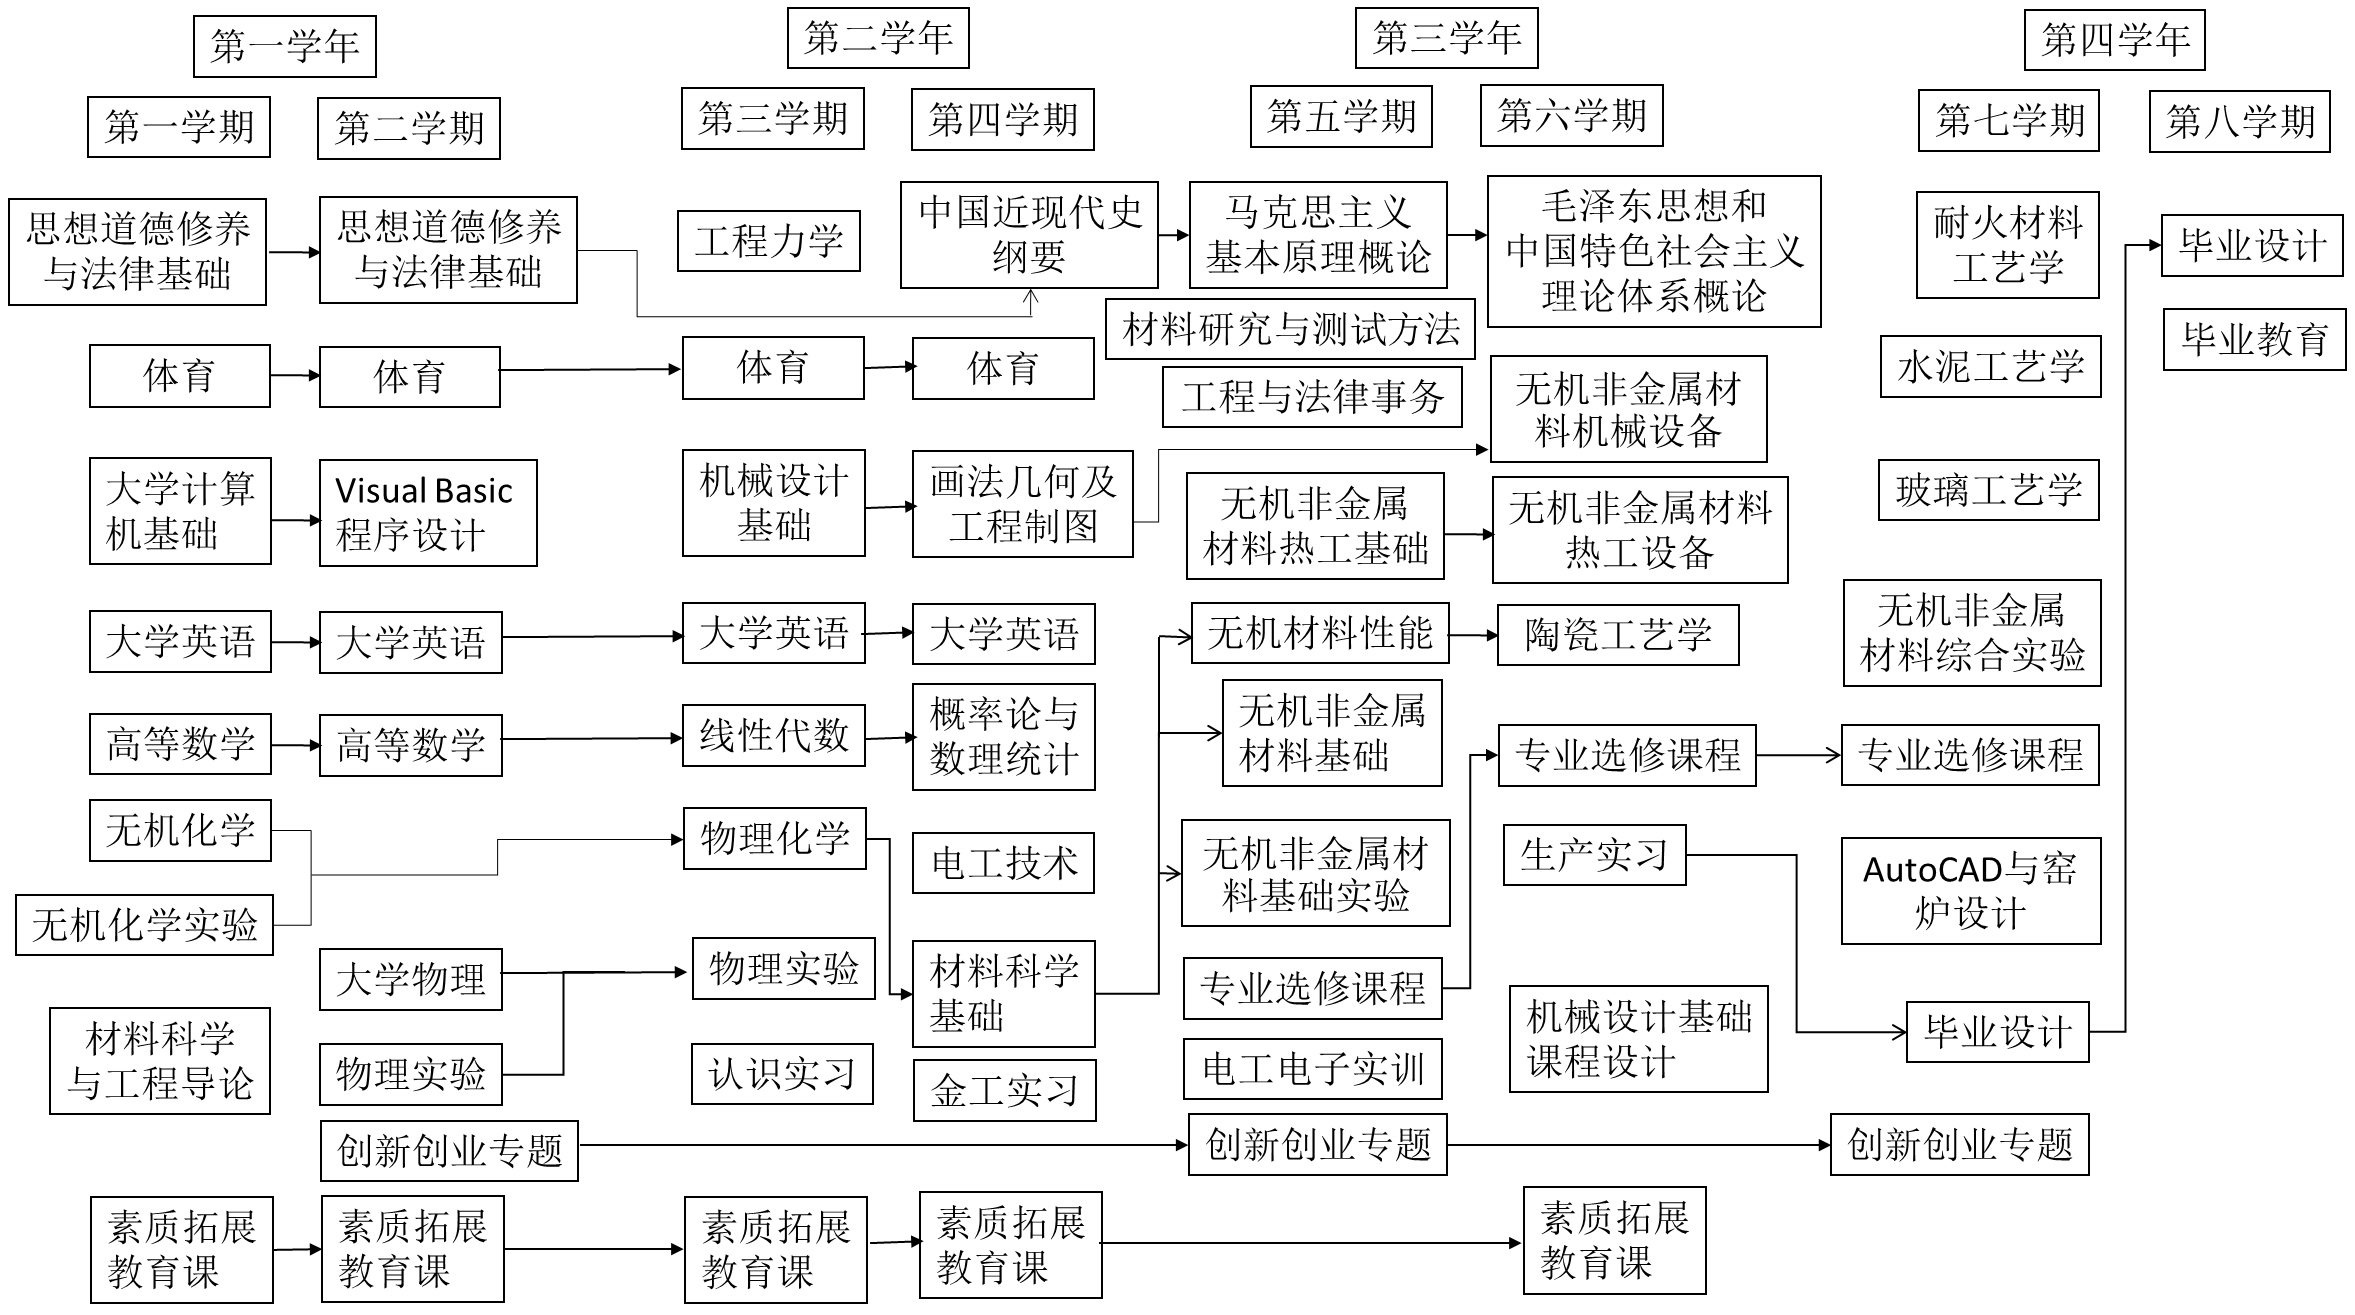 第一学年
第二学年
第三学年
第四学年
第一学期
第二学期
第三学期
第四学期
第五学期
第六学期
第七学期
第八学期
思想道德修养
与法律基础
体育
大学计算
机基础
大学英语
高等数学
无机化学
无机化学实验
材料科学
与工程导论
素质拓展
教育课
思想道德修养
与法律基础
体育
Visual Basic
程序设计
大学英语
高等数学
大学物理
物理实验
创新创业专题
素质拓展
教育课
工程力学
体育
机械设计
基础
大学英语
线性代数
物理化学
物理实验
认识实习
素质拓展
教育课
中国近现代史
纲要
体育
画法几何及
工程制图
大学英语
概率论与
数理统计
电工技术
材料科学
基础
金工实习
素质拓展
教育课
马克思主义
基本原理概论
材料研究与测试方法
工程与法律事务
无机非金属
材料热工基础
无机材料性能
无机非金属
材料基础
无机非金属材
料基础实验
专业选修课程
电工电子实训
创新创业专题
毛泽东思想和
中国特色社会主义
理论体系概论
无机非金属材
料机械设备
无机非金属材料
热工设备
陶瓷工艺学
专业选修课程
生产实习
机械设计基础
课程设计
素质拓展
教育课
耐火材料
工艺学
水泥工艺学
玻璃工艺学
无机非金属
材料综合实验
专业选修课程
AutoCAD与窑
炉设计
毕业设计
创新创业专题
毕业设计
毕业教育